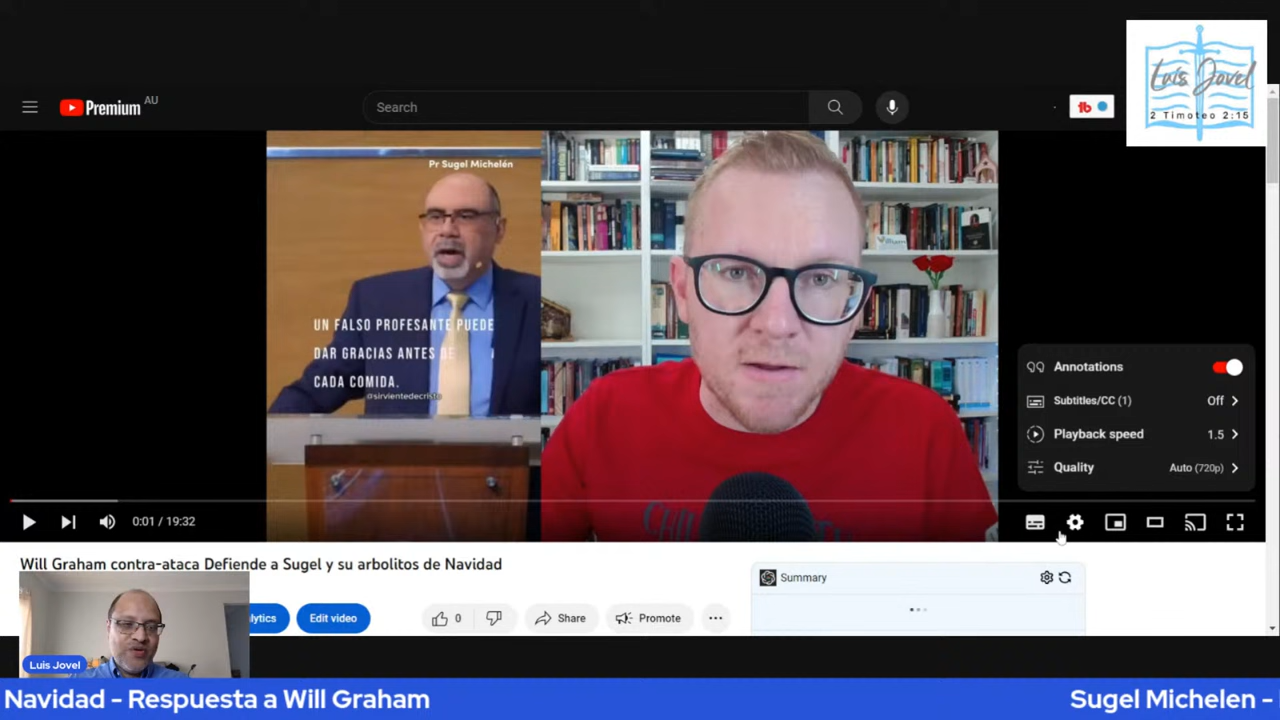 Luis Jovel
2 Timoteo 2:15
Premium AU
Search
Pr Sugel Michelén
UN FALSO PROFESANTE PUEDE
DAR GRACIAS ANTES DE
CADA COMIDA.
@sirvientedecristo
Annotations
Subtitles/CC (1) Off
Playback speed 1.5
Quality Auto (720p)
0:01 / 19:32
Will Graham contra-ataca Defiende a Sugel y su arbolitos de Navidad
Summary
lytics
Edit video
0
Share
Promote
Luis Jovel
Navidad - Respuesta a Will Graham
Sugel Michelen -